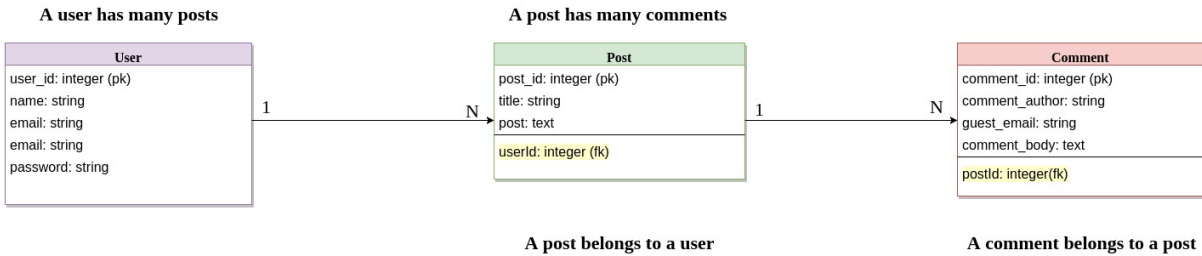 A user has many posts
A post has many comments
User
user_id: integer (pk)
name: string
email: string
email: string
password: string
1
N
Post
post_id: integer (pk)
title: string
post: text
userId: integer (fk)
1
N
Comment
comment_id: integer (pk)
comment_author: string
guest_email: string
comment_body: text
postId: integer(fk)
A post belongs to a user
A comment belongs to a post